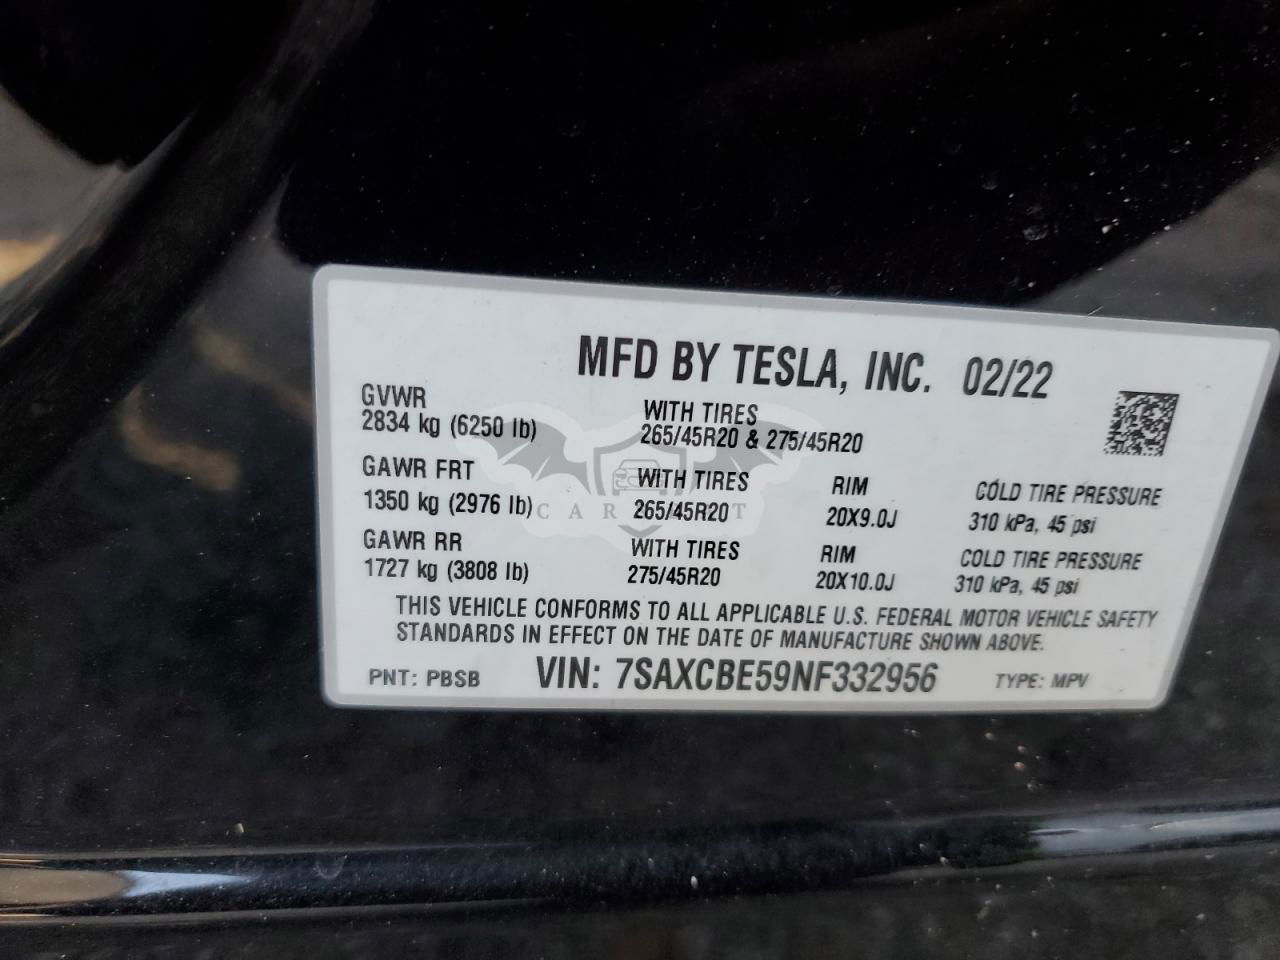 MFD BY TESLA, INC. 02/22
GVWR
2834 kg (6250 lb)
WITH TIRES
265/45R20 & 275/45R20
GAWR FRT
1350 kg (2976 lb)
WITH TIRES
265/45R20
RIM
20X9.0J
COLD TIRE PRESSURE
310 kPa, 45 psi
GAWR RR
1727 kg (3808 lb)
WITH TIRES
275/45R20
RIM
20X10.0J
COLD TIRE PRESSURE
310 kPa, 45 psi
THIS VEHICLE CONFORMS TO ALL APPLICABLE U.S. FEDERAL MOTOR VEHICLE SAFETY
STANDARDS IN EFFECT ON THE DATE OF MANUFACTURE SHOWN ABOVE.
PNT: PBSB VIN: 7SAXCBE59NF332956 TYPE: MPV